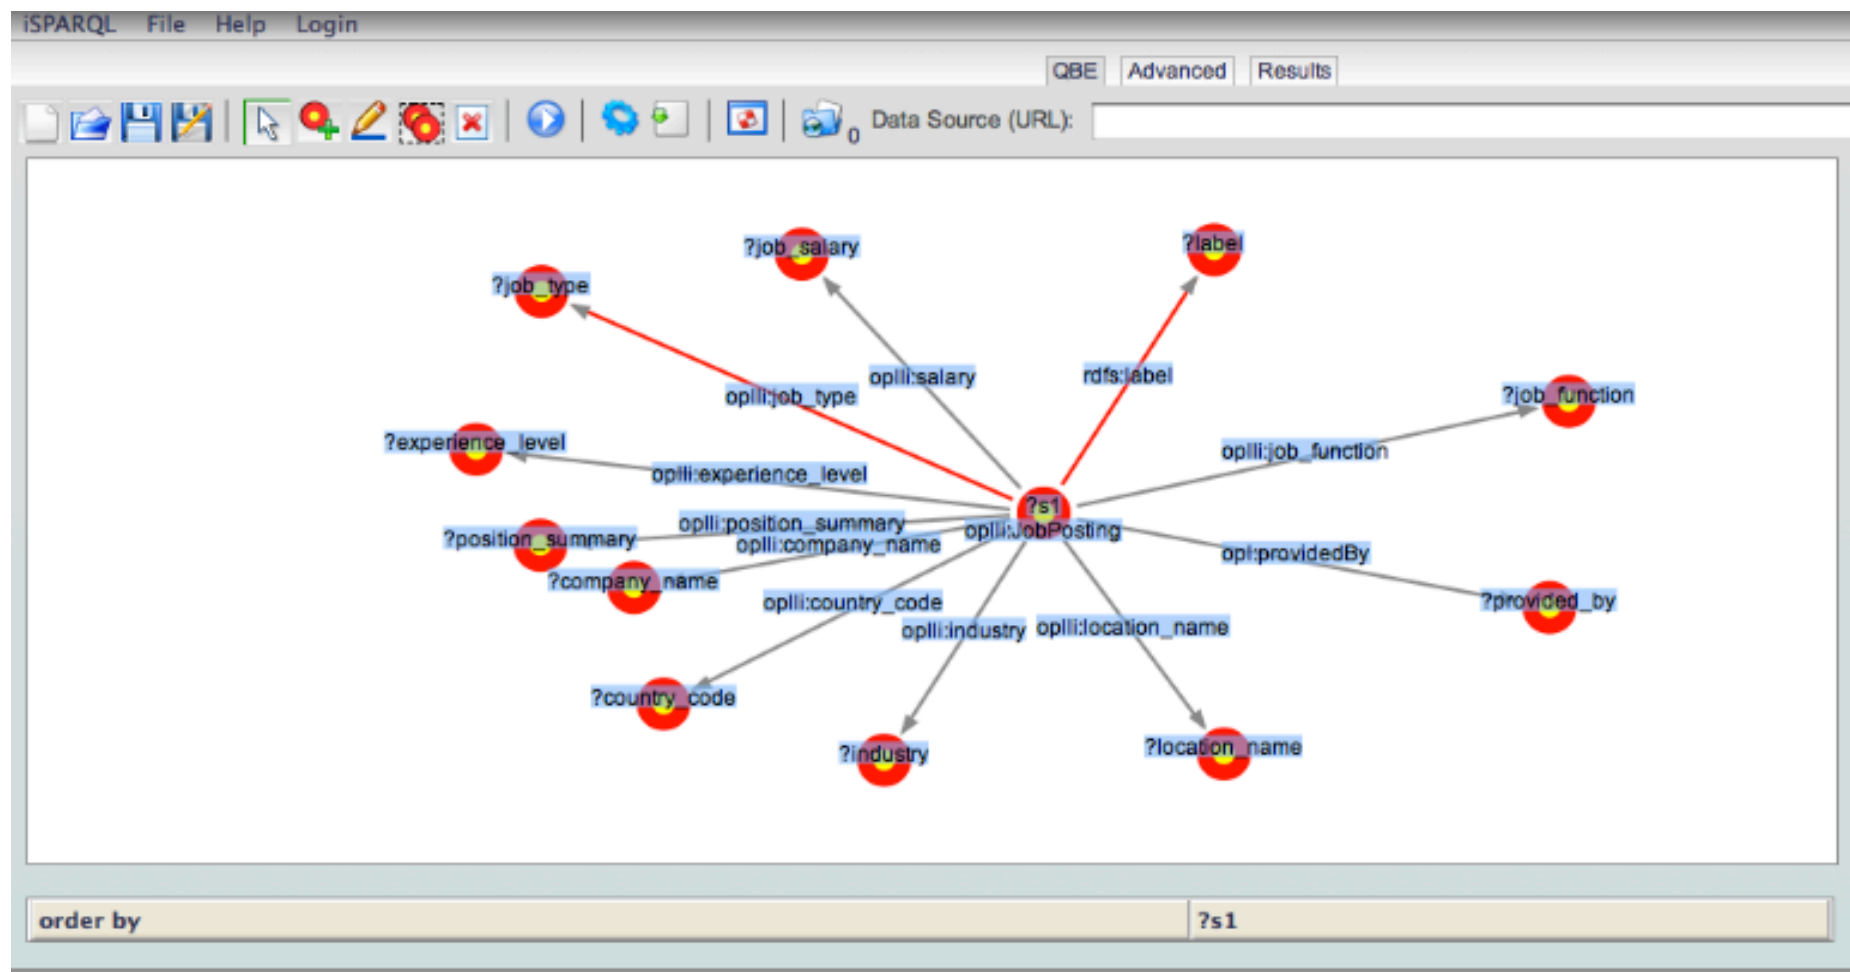 iSPARQL File Help Login
QBE Advanced Results
0 Data Source (URL):
?job_salary
?label
?job_type
oplli:salary
rdfs:label
oplli:job_type
?job_function
?experience_level
oplli:job_function
oplli:experience_level
?s1
oplli:position_summary
oplli:JobPosting
?position_summary
oplli:company_name
opl:providedBy
?company_name
oplli:country_code
?provided_by
oplli:industry
oplli:location_name
?country_code
?industry
?location_name
order by ?s1